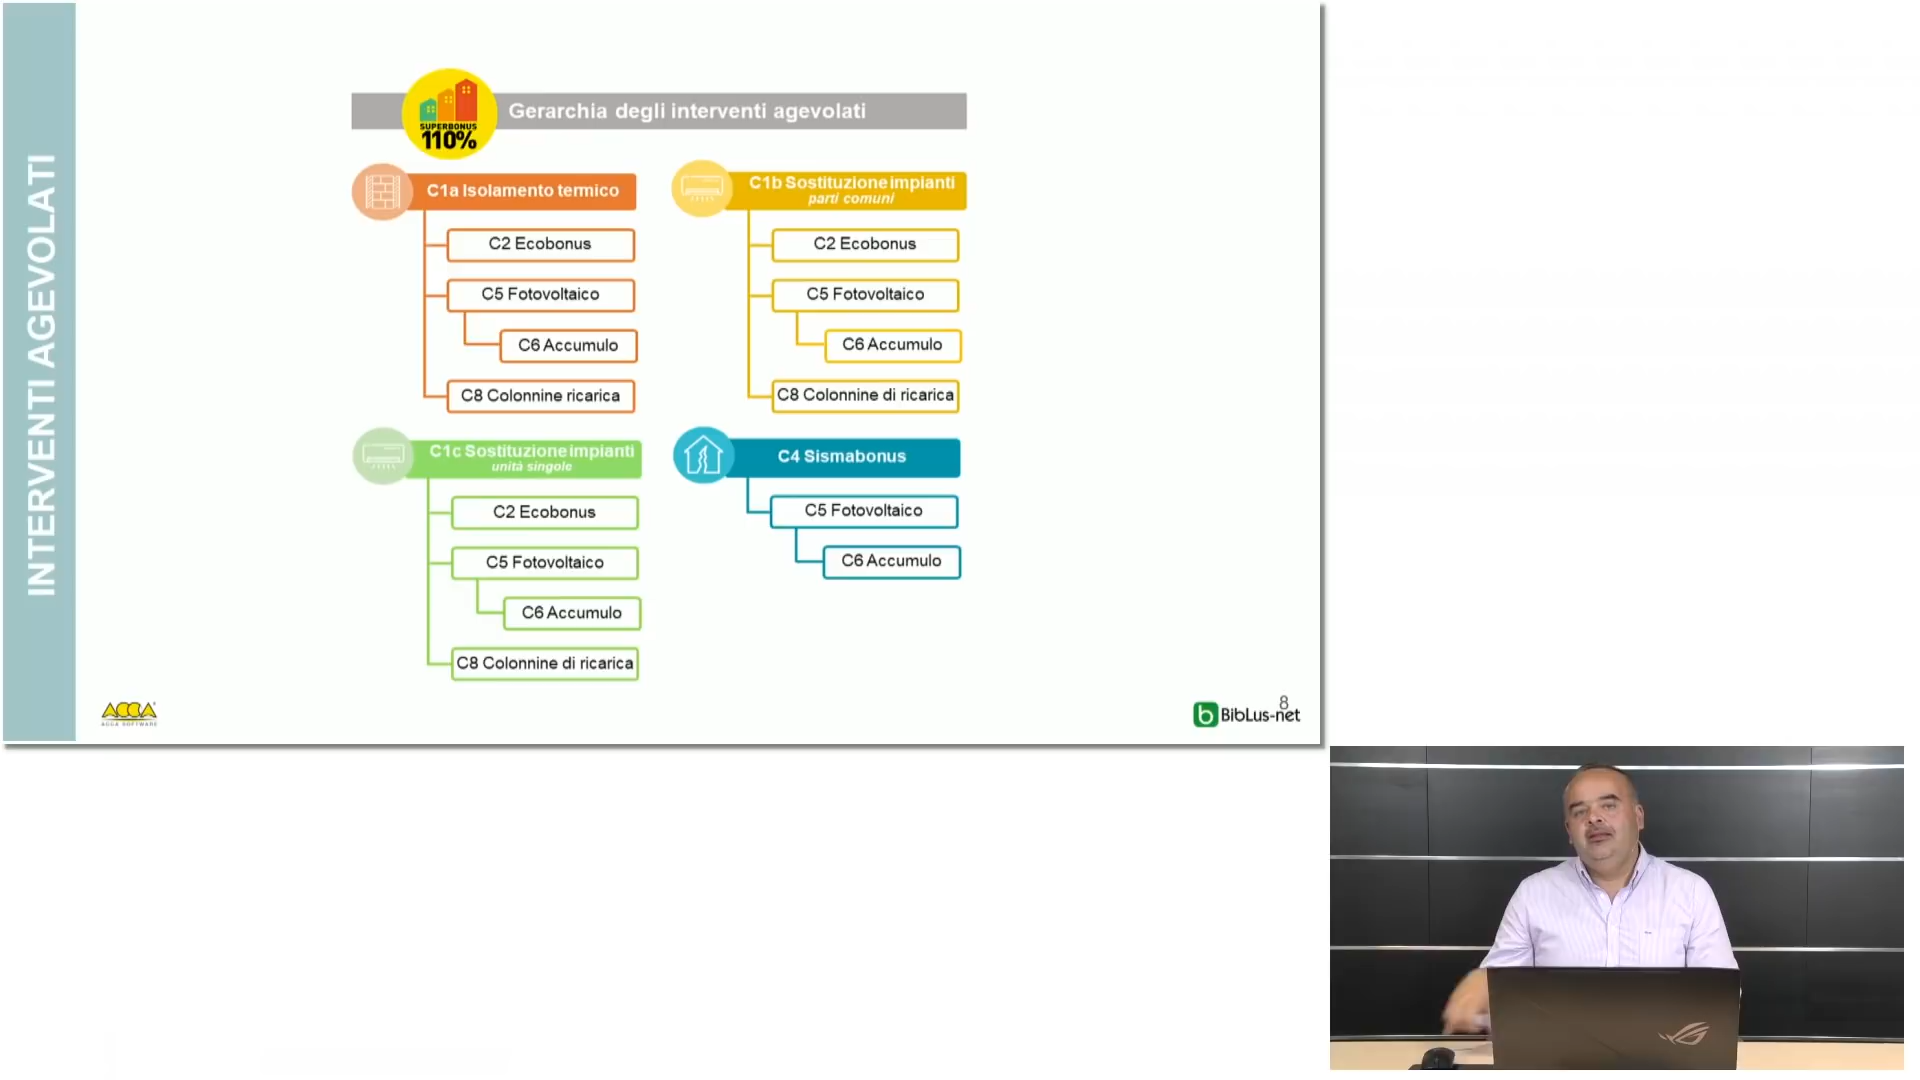 INTERVENTI AGEVOLATI
Gerarchia degli interventi agevolati
SUPERBONUS
110%
C1a Isolamento termico
C2 Ecobonus
C5 Fotovoltaico
C6 Accumulo
C8 Colonnine ricarica
C1b Sostituzione impianti
parti comuni
C2 Ecobonus
C5 Fotovoltaico
C6 Accumulo
C8 Colonnine di ricarica
C1c Sostituzione impianti
unità singole
C2 Ecobonus
C5 Fotovoltaico
C6 Accumulo
C8 Colonnine di ricarica
C4 Sismabonus
C5 Fotovoltaico
C6 Accumulo
ACCA
ACCA SOFTWARE
8
b BibLus-net